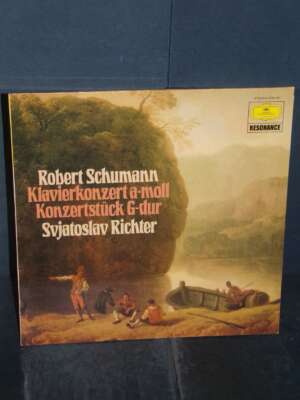 RESONANCE
Robert Schumann
Klavierkonzert a-moll
Konzertstück G-dur
Svjatoslav Richter